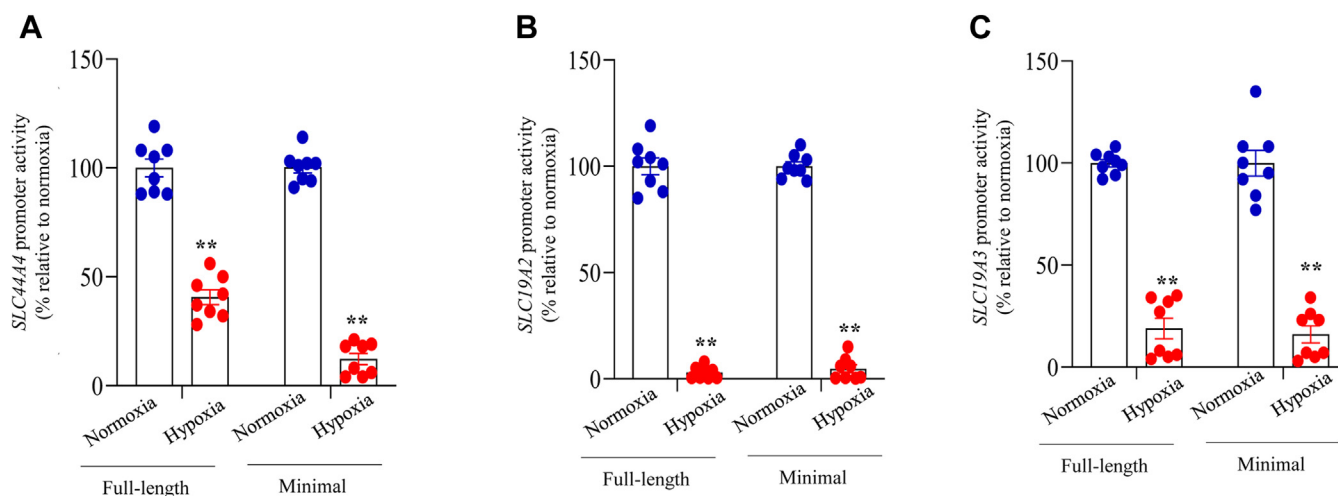 A
SLC44A4 promoter activity
(% relative to normoxia)
150
100
50
0
**
**
Normoxia
Hypoxia
Normoxia
Hypoxia
Full-length
Minimal
B
SLC19A2 promoter activity
(% relative to normoxia)
150
100
50
0
**
**
Normoxia
Hypoxia
Normoxia
Hypoxia
Full-length
Minimal
C
SLC19A3 promoter activity
(% relative to normoxia)
150
100
50
0
**
**
Normoxia
Hypoxia
Normoxia
Hypoxia
Full-length
Minimal